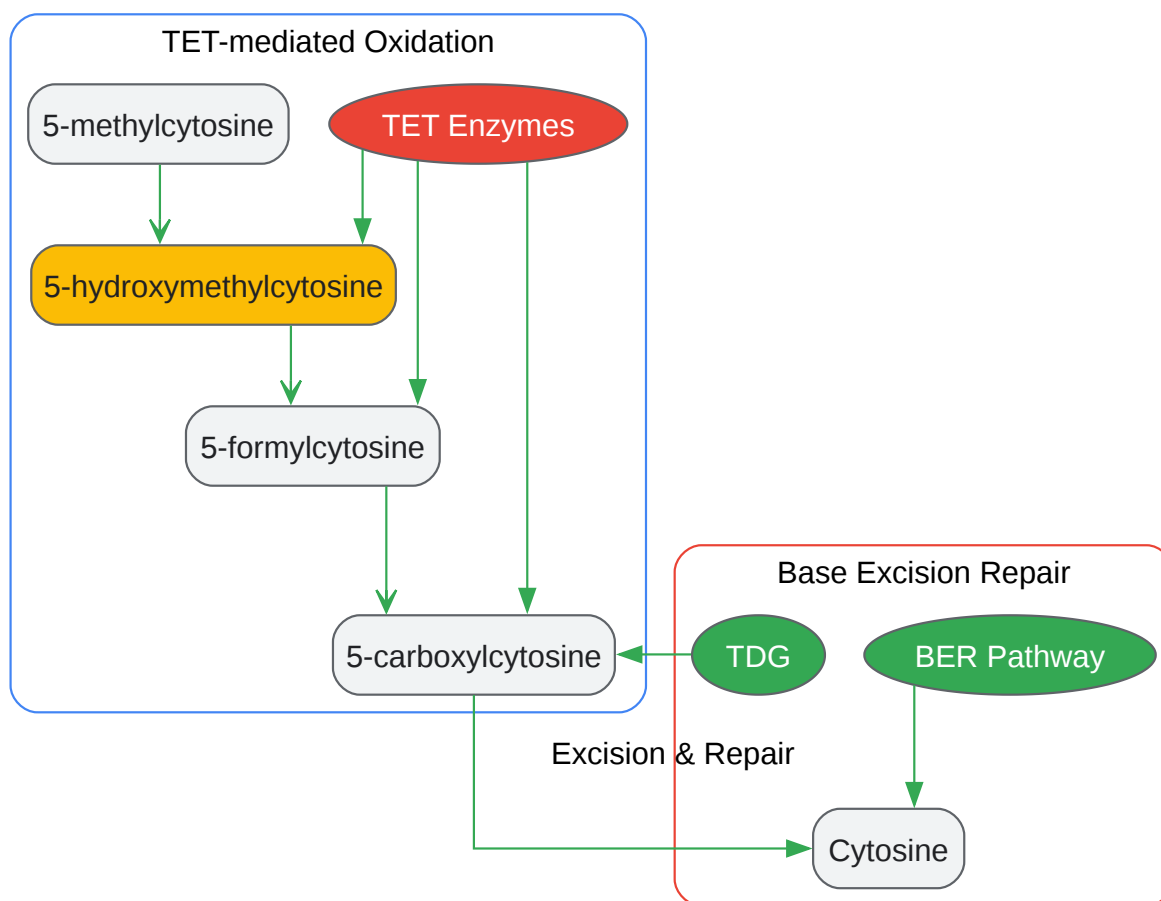 TET-mediated Oxidation
5-methylcytosine
TET Enzymes
5-hydroxymethylcytosine
5-formylcytosine
Base Excision Repair
5-carboxylcytosine
TDG
BER Pathway
Excision & Repair
Cytosine